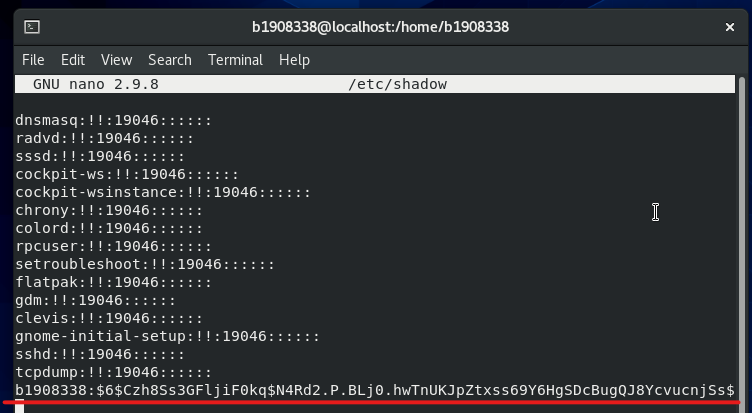 b1908338@localhost:/home/b1908338
File Edit View Search Terminal Help
GNU nano 2.9.8 /etc/shadow
dnsmasq:!!:19046::::::
radvd:!!:19046::::::
sssd:!!:19046::::::
cockpit-ws:!!:19046::::::
cockpit-wsinstance:!!:19046::::::
chrony:!!:19046::::::
colord:!!:19046::::::
rpcuser:!!:19046::::::
setroubleshoot:!!:19046::::::
flatpak:!!:19046::::::
gdm:!!:19046::::::
clevis:!!:19046::::::
gnome-initial-setup:!!:19046::::::
sshd:!!:19046::::::
tcpdump:!!:19046::::::
b1908338:$6$Czh8Ss3GFljiF0kq$N4Rd2.P.BLj0.hwTnUKJpZtxss69Y6HgSDcBugQJ8YcvucnjSs$